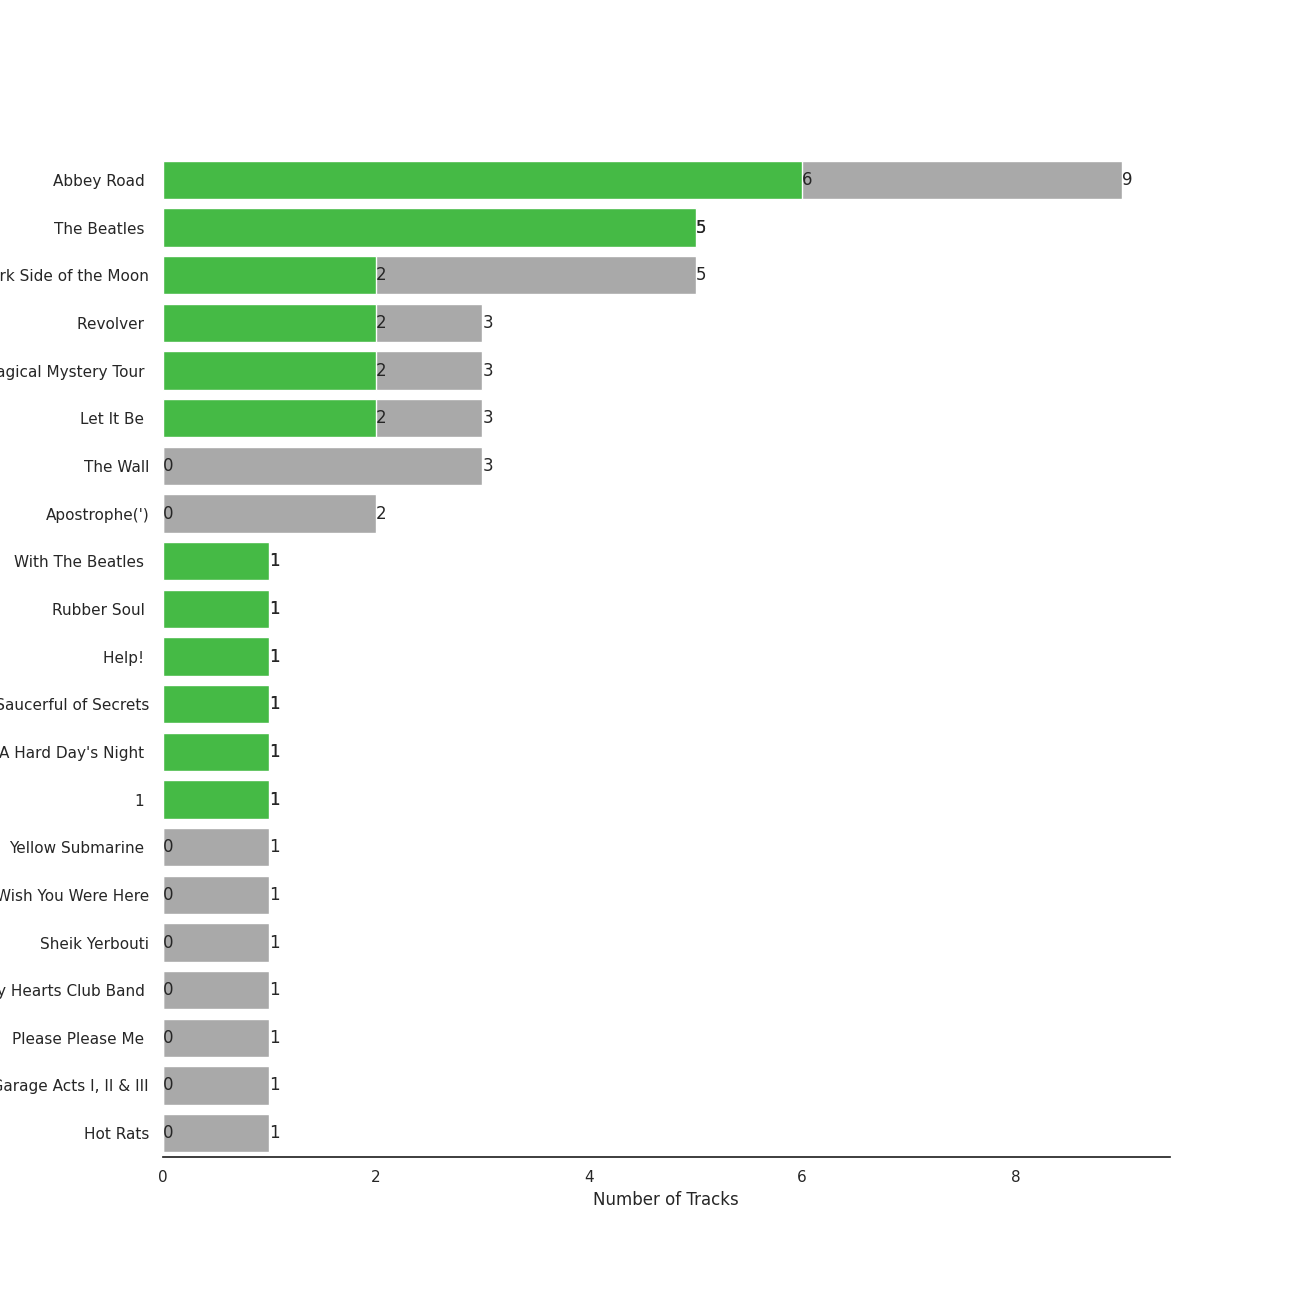 Abbey Road 6 9
The Beatles 5
Side of the Moon 2 5
Revolver 2 3
Mystery Tour 2 3
Let It Be 2 3
The Wall 0 3
Apostrophe(') 0 2
With The Beatles 1
Rubber Soul 1
Help! 1
Saucerful of Secrets 1
A Hard Day's Night 1
1 1
Yellow Submarine 0 1
Wish You Were Here 0 1
Sheik Yerbouti 0 1
Hearts Club Band 0 1
Please Please Me 0 1
Garage Acts I, II & III 0 1
Hot Rats 0 1
0 2 4 6 8
Number of Tracks